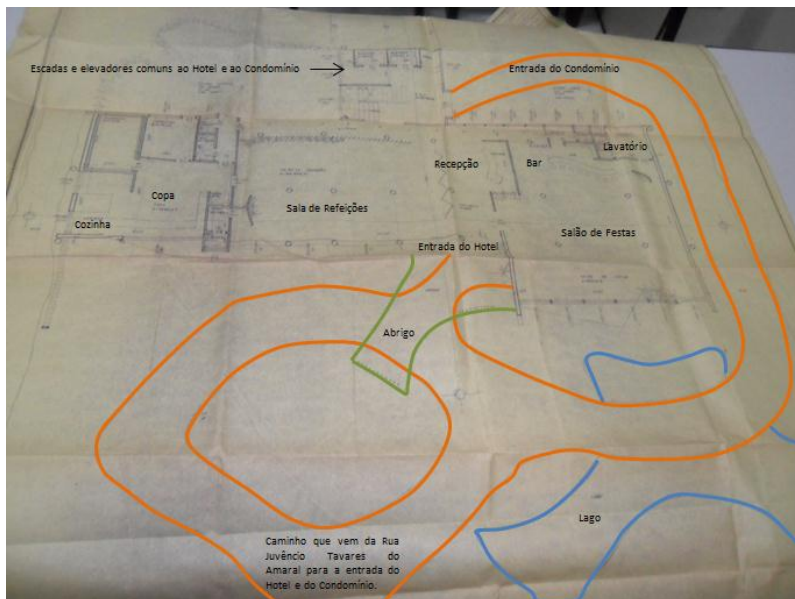 Escadas e elevadores comuns ao Hotel e ao Condomínio
Entrada do Condomínio
Lavatório
Recepção
Bar
Copa
Sala de Refeições
Cozinha
Salão de Festas
Entrada do Hotel
Abrigo
Lago
Caminho que vem da Rua
Juvêncio Tavares do
Amaral para a entrada do
Hotel e do Condomínio.